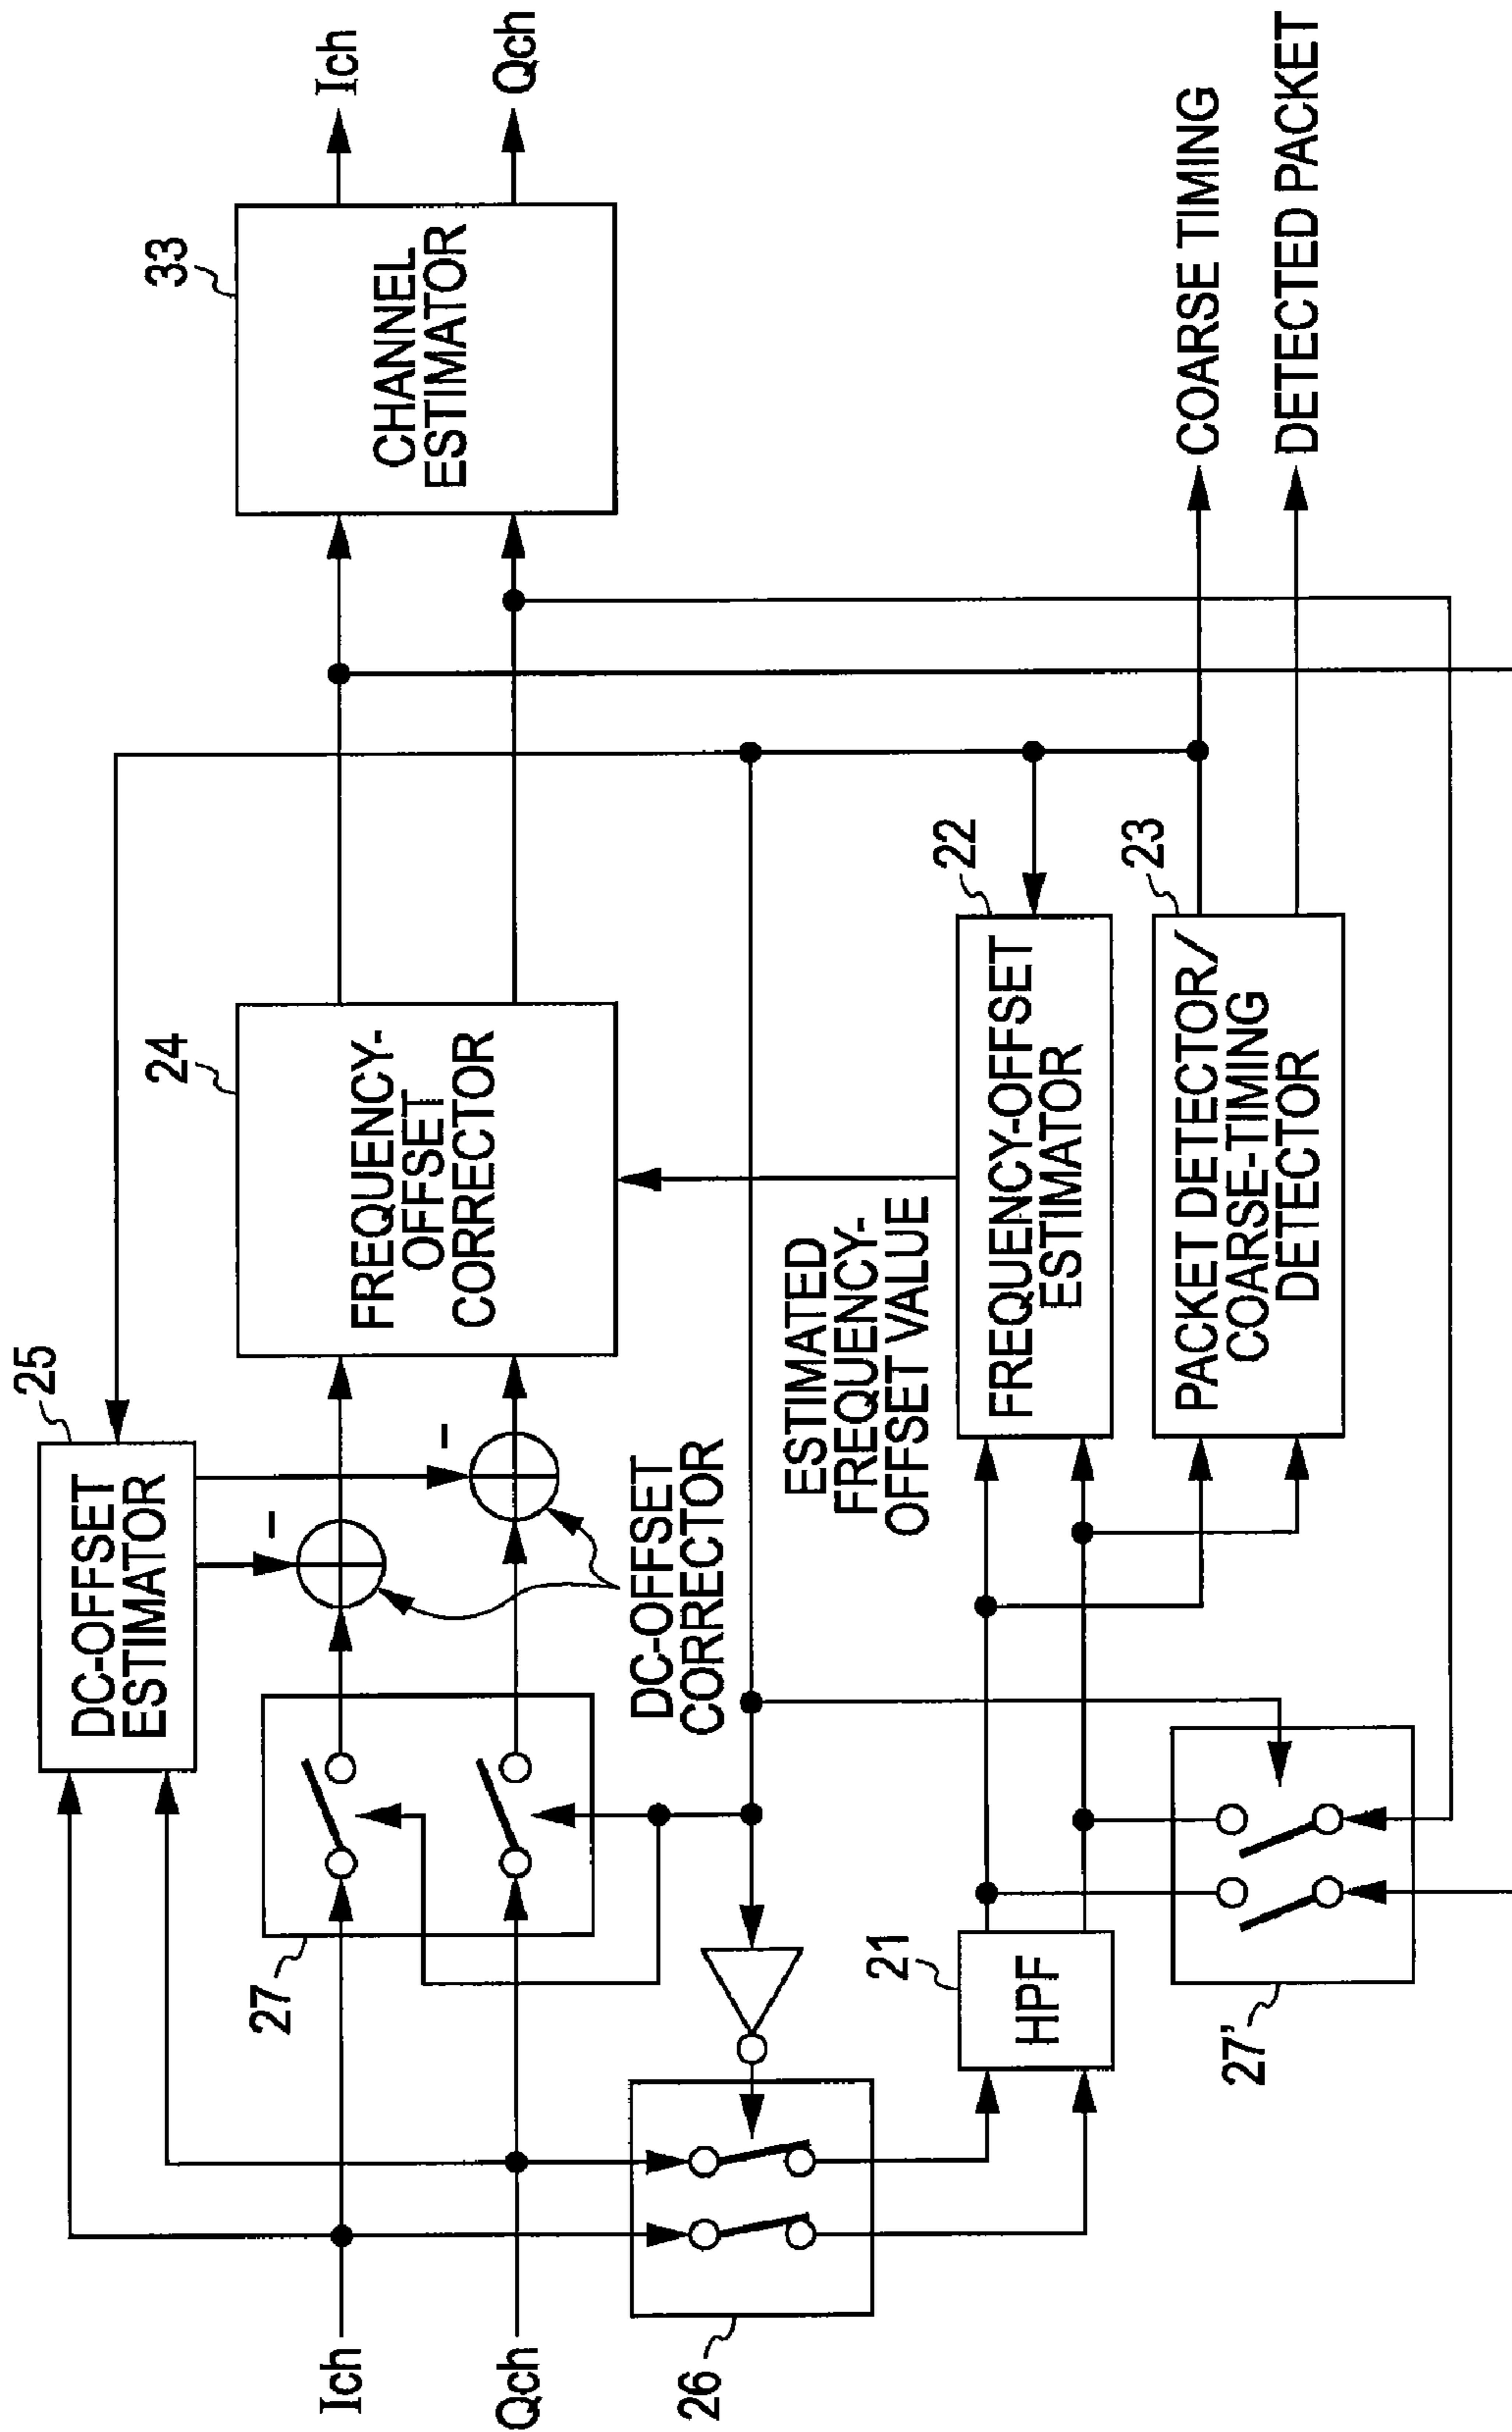 25
DC-OFFSET
ESTIMATOR
24
FREQUENCY-
OFFSET
CORRECTOR
33
CHANNEL
ESTIMATOR
Ich
Qch
27
Ich
Qch
DC-OFFSET
CORRECTOR
ESTIMATED
FREQUENCY-
OFFSET VALUE
26
21
HPF
22
FREQUENCY-OFFSET
ESTIMATOR
23
PACKET DETECTOR/
COARSE-TIMING
DETECTOR
COARSE TIMING
DETECTED PACKET
27'